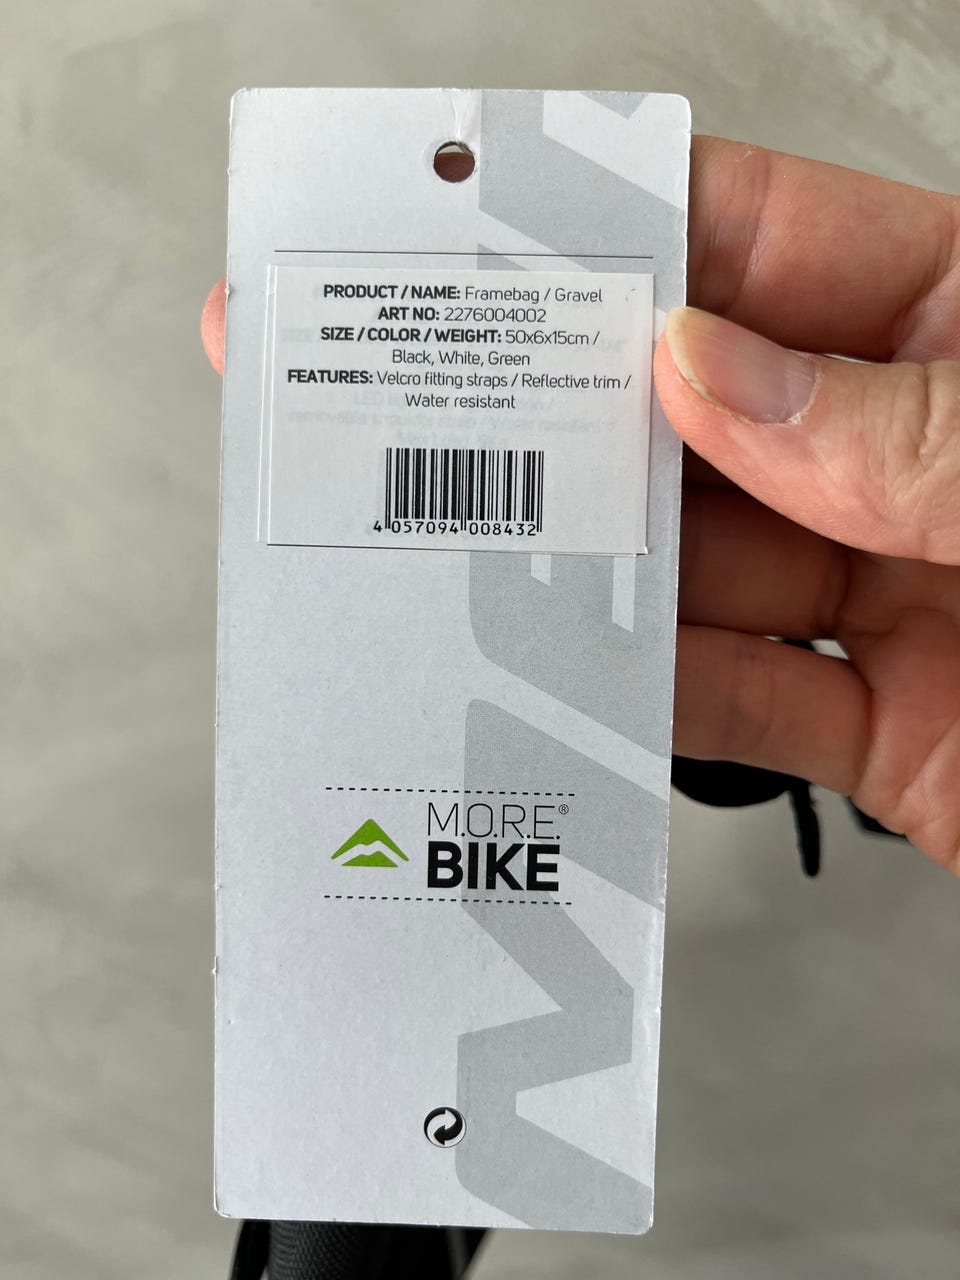 PRODUCT / NAME: Framebag / Gravel
ART NO: 2276004002
SIZE / COLOR / WEIGHT: 50x6x15cm /
Black, White, Green
FEATURES: Velcro fitting straps / Reflective trim /
Water resistant
4 057094 008432
M.O.R.E.®
BIKE